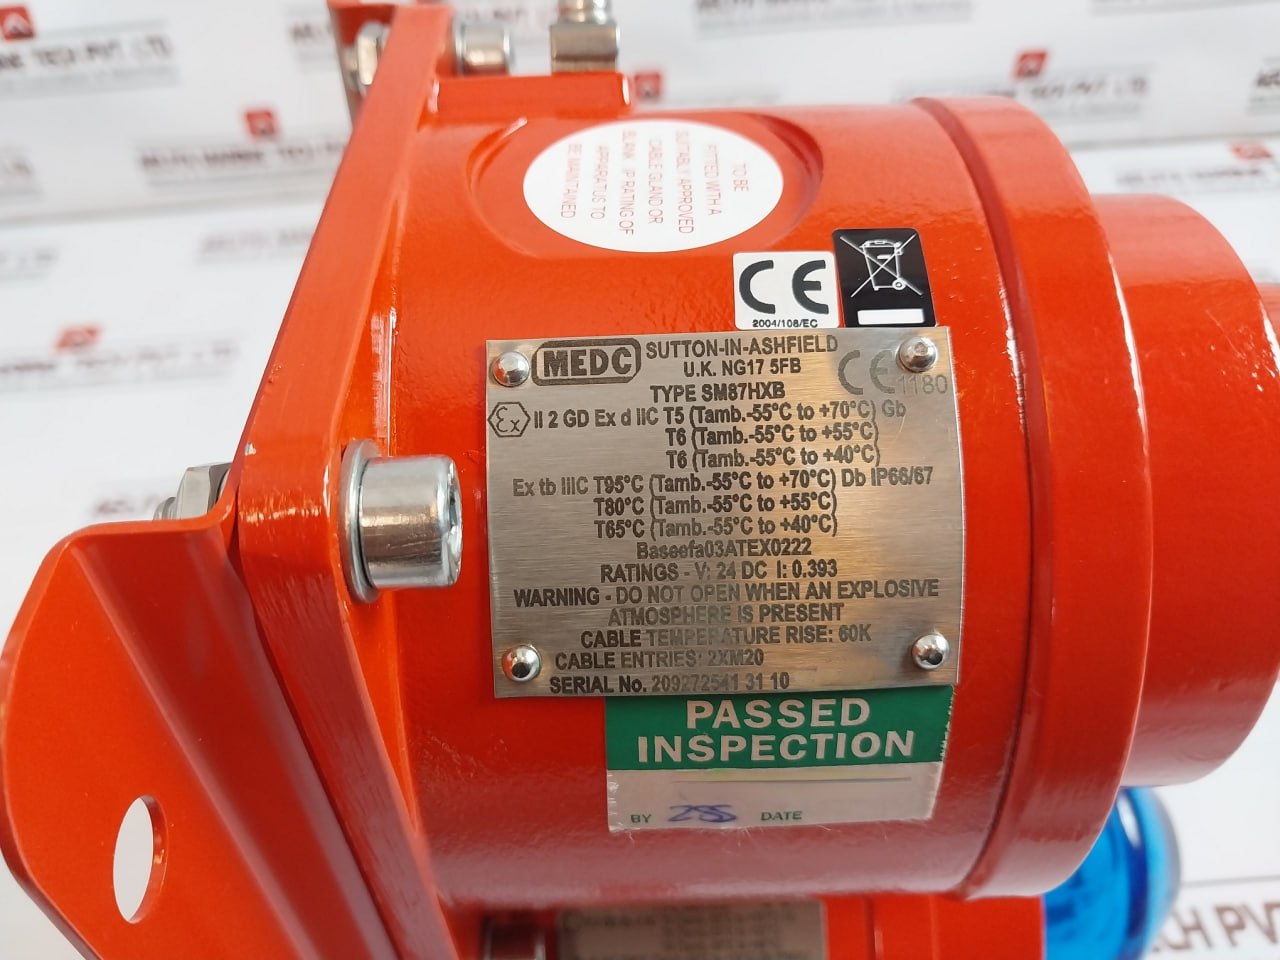 TO BE
FITTED WITH A
SUITABLY APPROVED
CABLE GLAND OR
BLANK IP RATING OF
APPARATUS TO
BE MAINTAINED
CE
2004/108/EC
MEDC
SUTTON-IN-ASHFIELD
U.K. NG17 5FB
CE 1180
TYPE SM87HXB
Ex II 2 GD Ex d IIC T5 (Tamb.-55°C to +70°C) Gb
T6 (Tamb.-55°C to +55°C)
T6 (Tamb.-55°C to +40°C)
Ex tb IIIC T95°C (Tamb.-55°C to +70°C) Db IP66/67
T80°C (Tamb.-55°C to +55°C)
T65°C (Tamb.-55°C to +40°C)
Baseefa03ATEX0222
RATINGS - V: 24 DC I: 0.393
WARNING - DO NOT OPEN WHEN AN EXPLOSIVE
ATMOSPHERE IS PRESENT
CABLE TEMPERATURE RISE: 60K
CABLE ENTRIES: 2XM20
SERIAL No. 209272541 31 10
PASSED
INSPECTION
BY DATE
TECH PVT